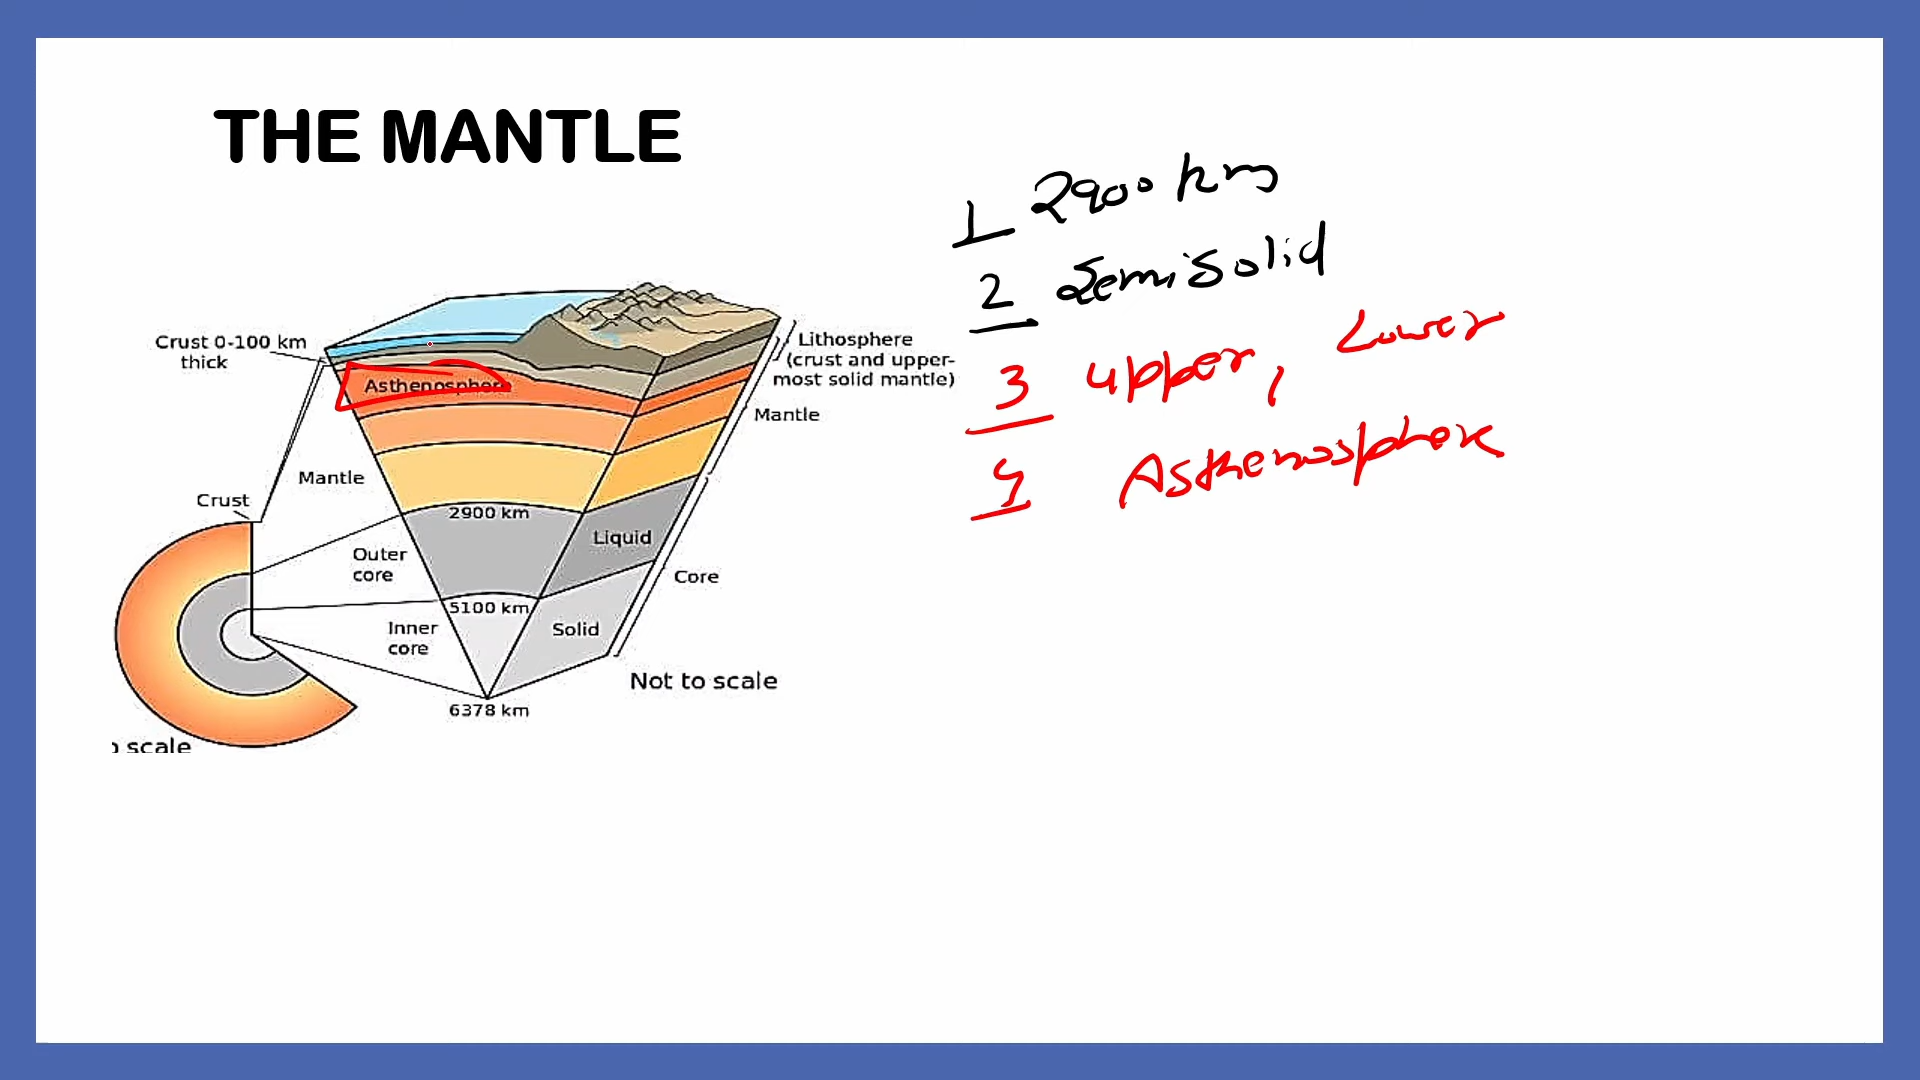 THE MANTLE
1 2900 km
2 Semisolid
3 upper, Lower
4 Asthenosphere
Crust 0-100 km
thick
Lithosphere
(crust and upper-
most solid mantle)
Asthenosphere
Mantle
Mantle
Crust
2900 km
Liquid
Outer
core
Core
5100 km
Inner
core
Solid
Not to scale
6378 km
o scale